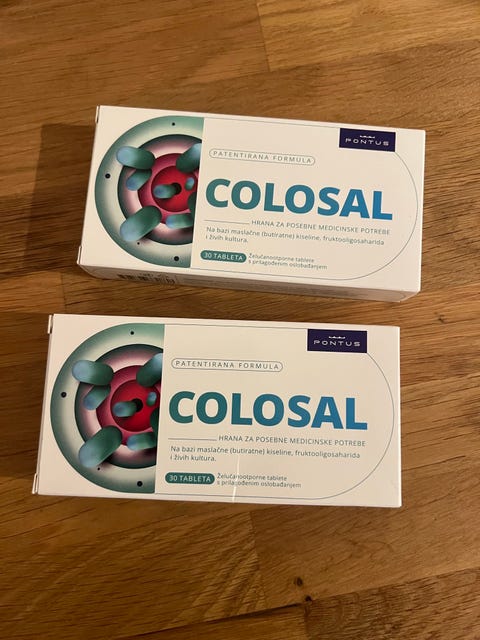 PONTUS
PATENTIRANA FORMULA
COLOSAL
HRANA ZA POSEBNE MEDICINSKE POTREBE
Na bazi maslačne (butiratne) kiseline, fruktooligosaharida
i živih kultura.
30 TABLETA
Želučanootporne tablete
s prilagođenim oslobađanjem
PONTUS
PATENTIRANA FORMULA
COLOSAL
HRANA ZA POSEBNE MEDICINSKE POTREBE
Na bazi maslačne (butiratne) kiseline, fruktooligosaharida
i živih kultura.
30 TABLETA
Želučanootporne tablete
s prilagođenim oslobađanjem